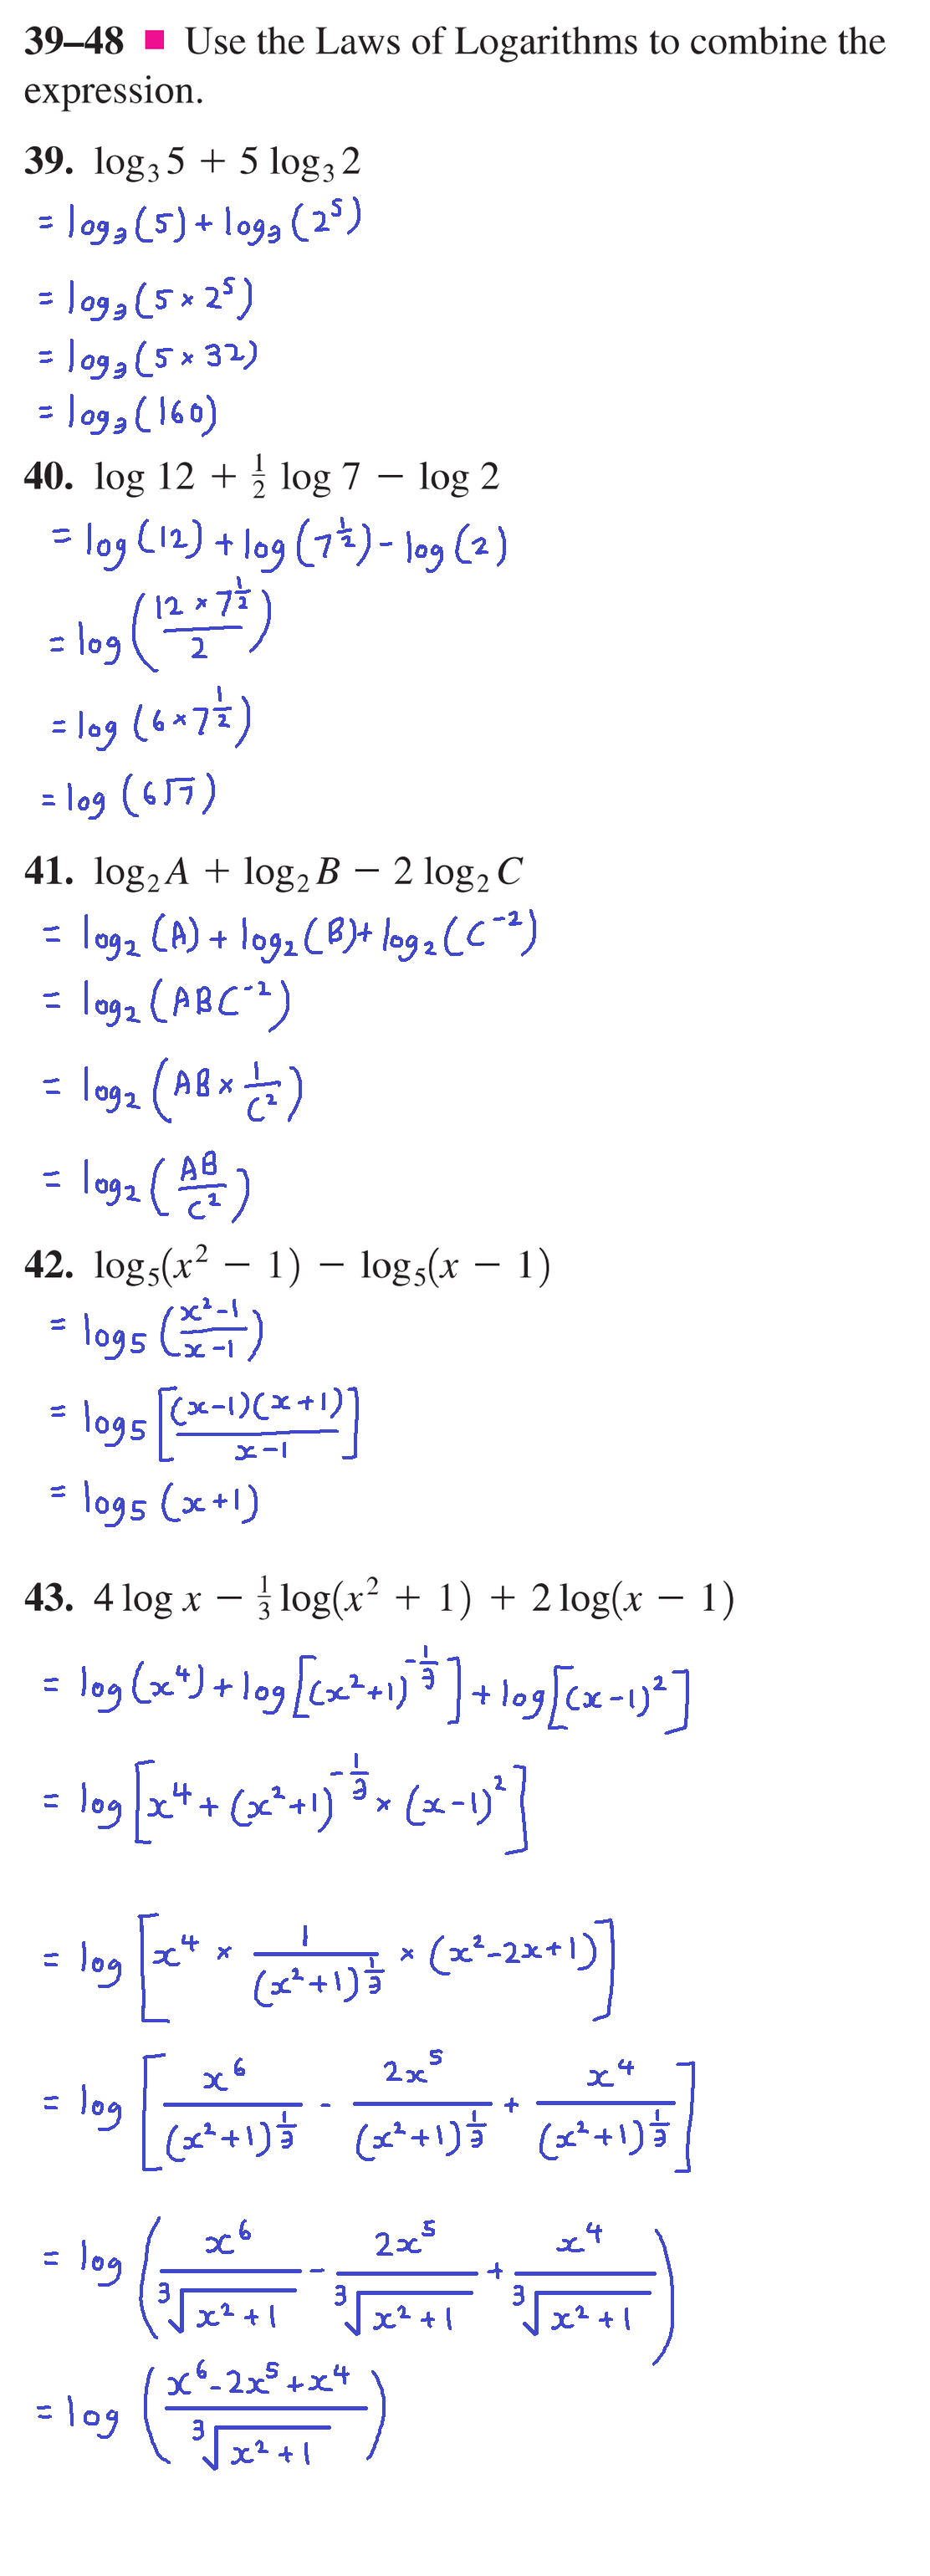 39–48 ■ Use the Laws of Logarithms to combine the
expression.
39. log₃ 5 + 5 log₃ 2
= log₃(5) + log₃(2⁵)
= log₃(5 × 2⁵)
= log₃(5 × 32)
= log₃(160)
40. log 12 + ½ log 7 − log 2
= log(12) + log(7^(1/2)) - log(2)
= log((12 × 7^(1/2))/2)
= log(6 × 7^(1/2))
= log(6√7)
41. log₂ A + log₂ B − 2 log₂ C
= log₂(A) + log₂(B) + log₂(C⁻²)
= log₂(ABC⁻²)
= log₂(AB × 1/C²)
= log₂(AB/C²)
42. log₅(x² − 1) − log₅(x − 1)
= log₅((x²-1)/(x-1))
= log₅[(x-1)(x+1)/(x-1)]
= log₅(x+1)
43. 4 log x − ⅓ log(x² + 1) + 2 log(x − 1)
= log(x⁴) + log[(x²+1)^(-1/3)] + log[(x-1)²]
= log[x⁴ + (x²+1)^(-1/3) × (x-1)²]
= log[x⁴ × 1/(x²+1)^(1/3) × (x²-2x+1)]
= log[x⁶/(x²+1)^(1/3) - 2x⁵/(x²+1)^(1/3) + x⁴/(x²+1)^(1/3)]
= log(x⁶/∛(x²+1) - 2x⁵/∛(x²+1) + x⁴/∛(x²+1))
= log((x⁶-2x⁵+x⁴)/∛(x²+1))